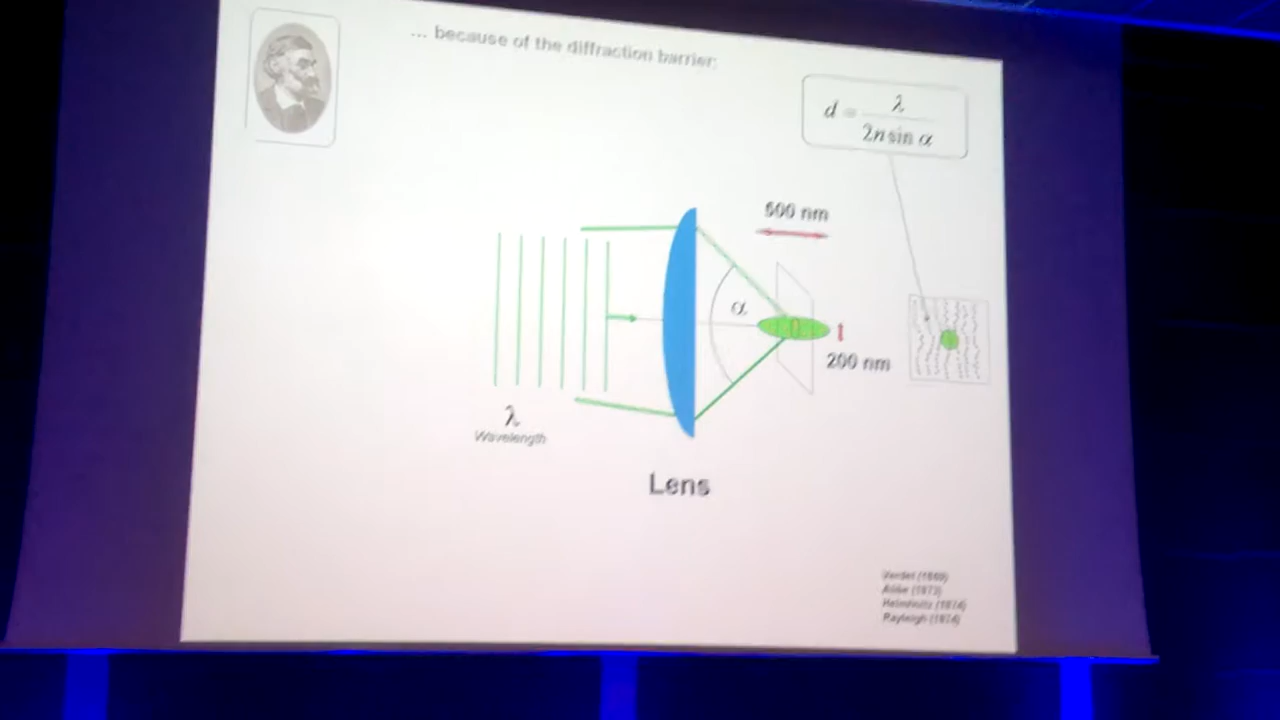 ... because of the diffraction barrier:
d = λ / 2n sin α
500 nm
α
200 nm
λ
Wavelength
Lens
Verdet (1869)
Abbe (1873)
Helmholtz (1874)
Rayleigh (1874)